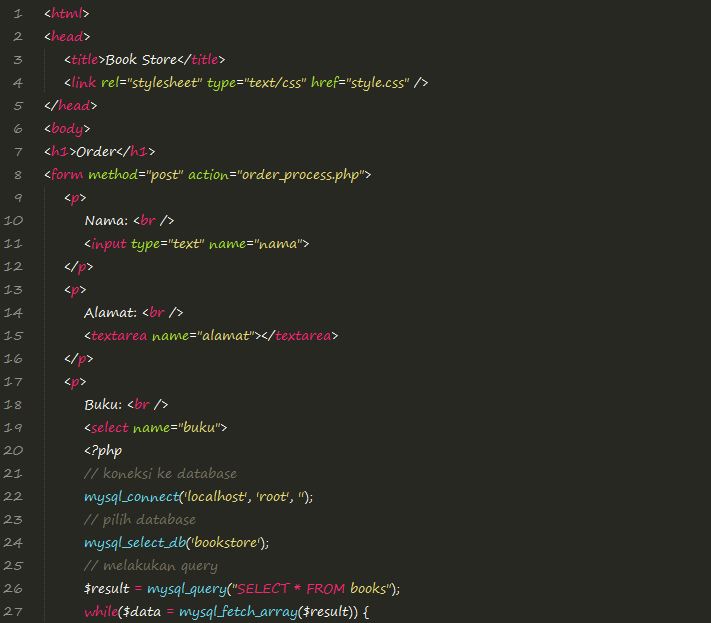 1 <html>
2 <head>
3 <title>Book Store</title>
4 <link rel="stylesheet" type="text/css" href="style.css" />
5 </head>
6 <body>
7 <h1>Order</h1>
8 <form method="post" action="order_process.php">
9 <p>
10 Nama: <br />
11 <input type="text" name="nama">
12 </p>
13 <p>
14 Alamat: <br />
15 <textarea name="alamat"></textarea>
16 </p>
17 <p>
18 Buku: <br />
19 <select name="buku">
20 <?php
21 // koneksi ke database
22 mysql_connect('localhost', 'root', '');
23 // pilih database
24 mysql_select_db('bookstore');
25 // melakukan query
26 $result = mysql_query("SELECT * FROM books");
27 while($data = mysql_fetch_array($result)) {